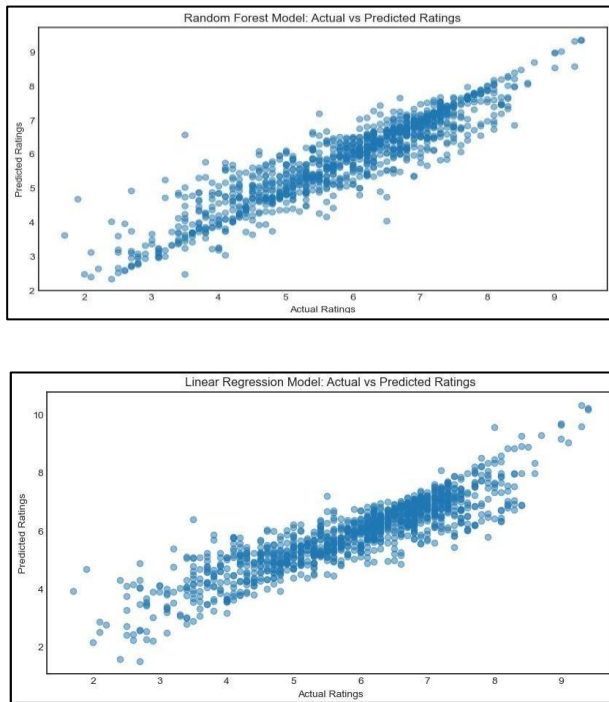 Random Forest Model: Actual vs Predicted Ratings
Predicted Ratings
9
8
7
6
5
4
3
2
2 3 4 5 6 7 8 9
Actual Ratings
Linear Regression Model: Actual vs Predicted Ratings
Predicted Ratings
10
8
6
4
2
2 3 4 5 6 7 8 9
Actual Ratings